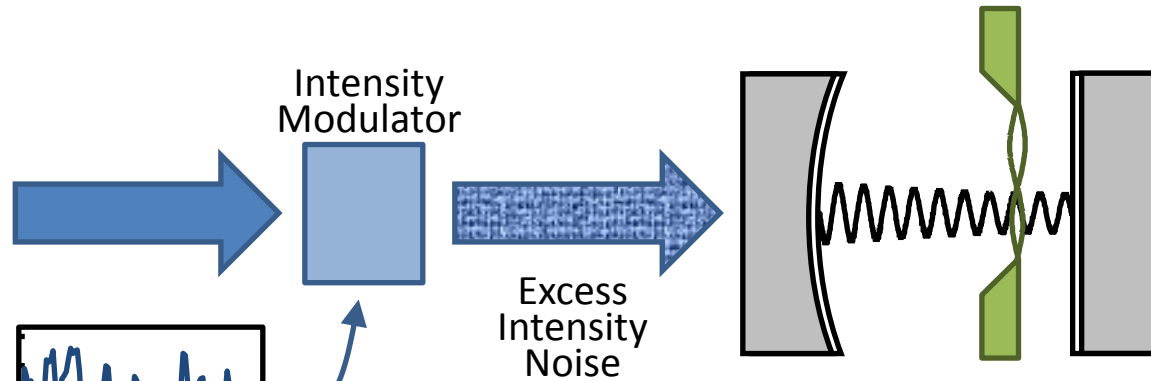 Intensity
Modulator
Excess
Intensity
Noise